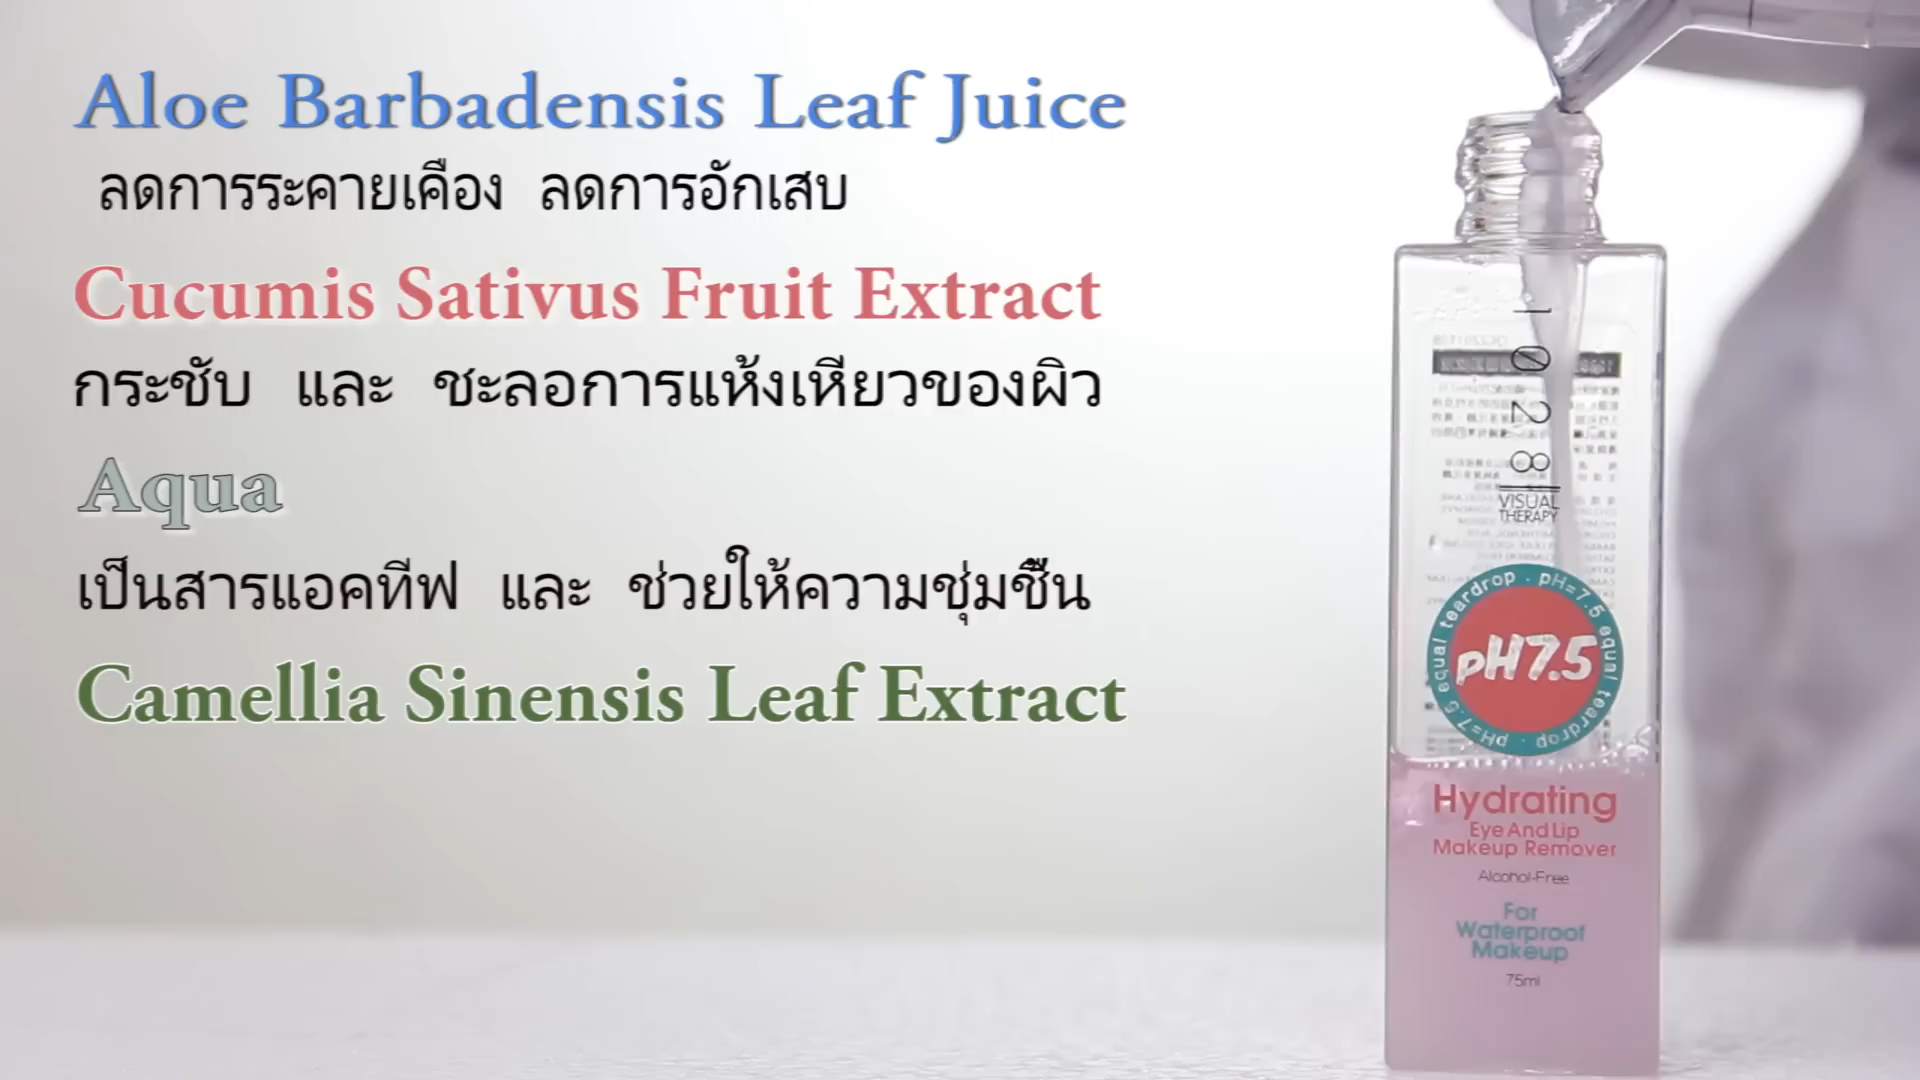 Aloe Barbadensis Leaf Juice
ลดการระคายเคือง ลดการอักเสบ
Cucumis Sativus Fruit Extract
กระชับ และ ชะลอการแห้งเหี่ยวของผิว
Aqua
เป็นสารแอคทีฟ และ ช่วยให้ความชุ่มชื้น
Camellia Sinensis Leaf Extract
1028
VISUAL
THERAPY
pH=7.5 equal teardrop . pH=7.5 equal teardrop .
pH7.5
Hydrating
Eye And Lip
Makeup Remover
Alcohol-Free
For
Waterproof
Makeup
75ml